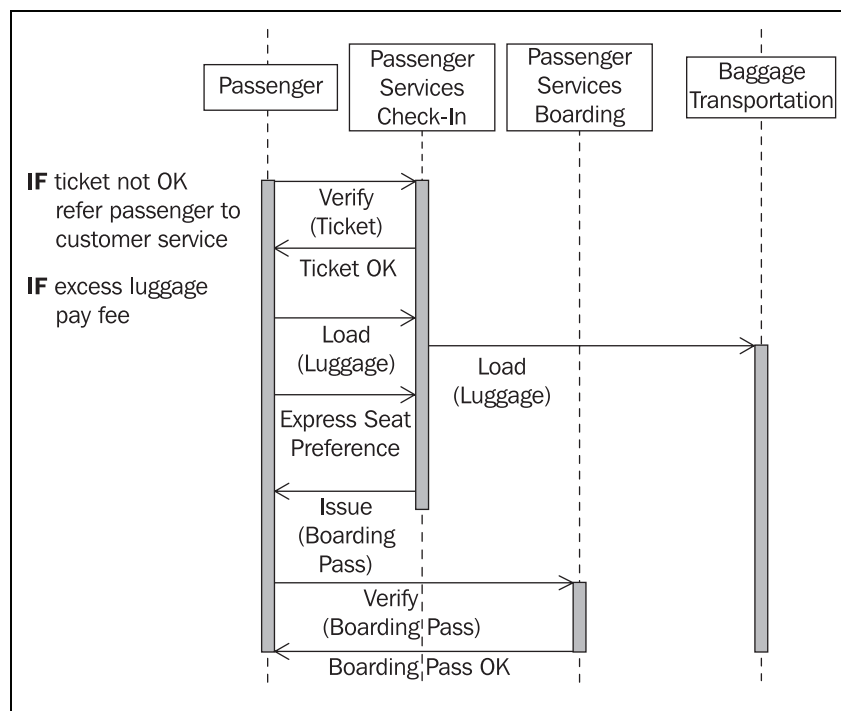 Passenger
Passenger
Services
Check-In
Passenger
Services
Boarding
Baggage
Transportation
IF ticket not OK
refer passenger to
customer service
Verify
(Ticket)
Ticket OK
IF excess luggage
pay fee
Load
(Luggage)
Load
(Luggage)
Express Seat
Preference
Issue
(Boarding
Pass)
Verify
(Boarding Pass)
Boarding Pass OK